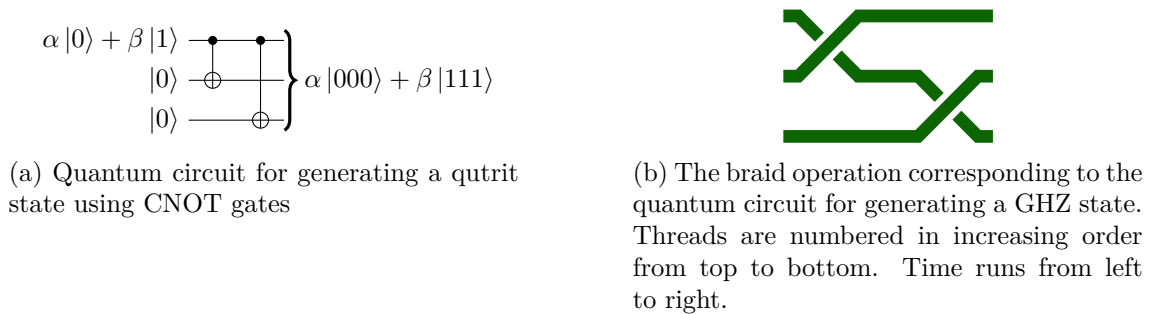 α |0⟩ + β |1⟩
|0⟩
α |000⟩ + β |111⟩
|0⟩
(a) Quantum circuit for generating a qutrit
state using CNOT gates
(b) The braid operation corresponding to the
quantum circuit for generating a GHZ state.
Threads are numbered in increasing order
from top to bottom. Time runs from left
to right.